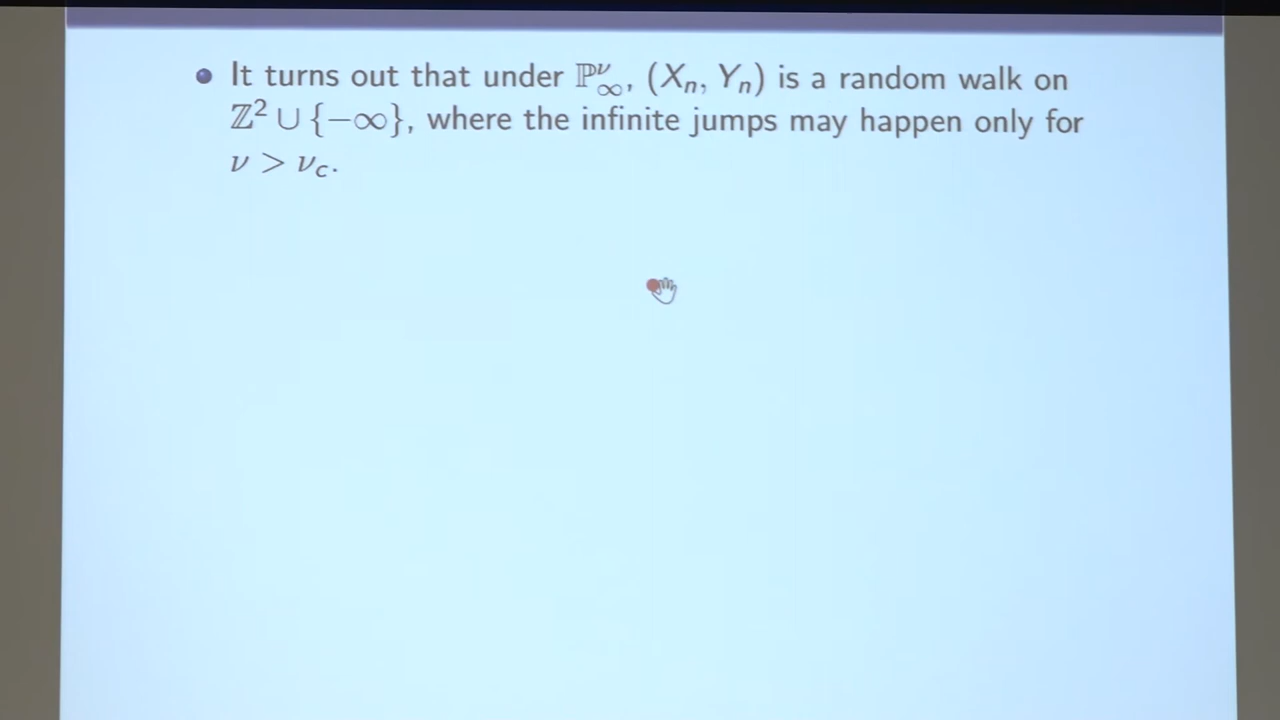 It turns out that under ℙ^ν_∞, (X_n, Y_n) is a random walk on
ℤ² ∪ {−∞}, where the infinite jumps may happen only for
ν > ν_c.